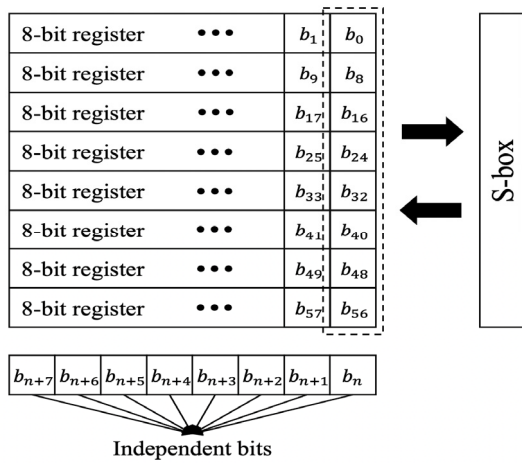 8-bit register ••• b₁ b₀
8-bit register ••• b₉ b₈
8-bit register ••• b₁₇ b₁₆
8-bit register ••• b₂₅ b₂₄
8-bit register ••• b₃₃ b₃₂
8-bit register ••• b₄₁ b₄₀
8-bit register ••• b₄₉ b₄₈
8-bit register ••• b₅₇ b₅₆
S-box
bₙ₊₇ bₙ₊₆ bₙ₊₅ bₙ₊₄ bₙ₊₃ bₙ₊₂ bₙ₊₁ bₙ
Independent bits